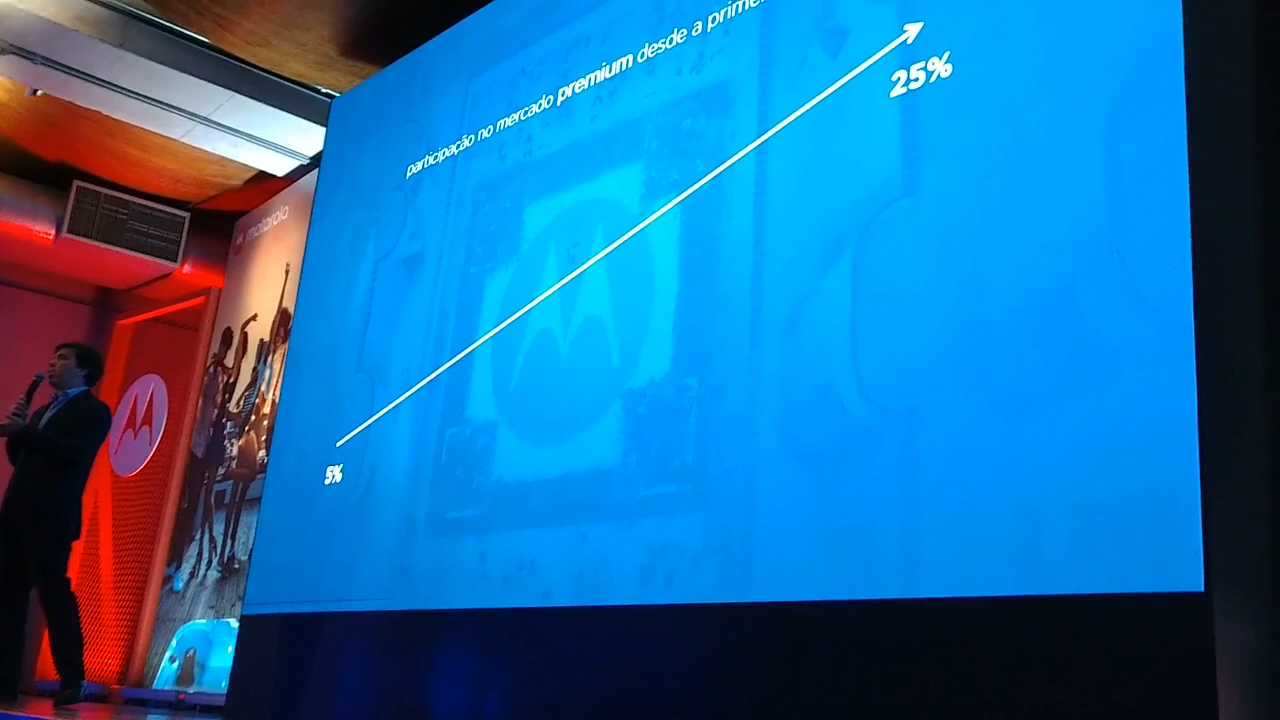 participação no mercado premium desde a
25%
5%
motorola